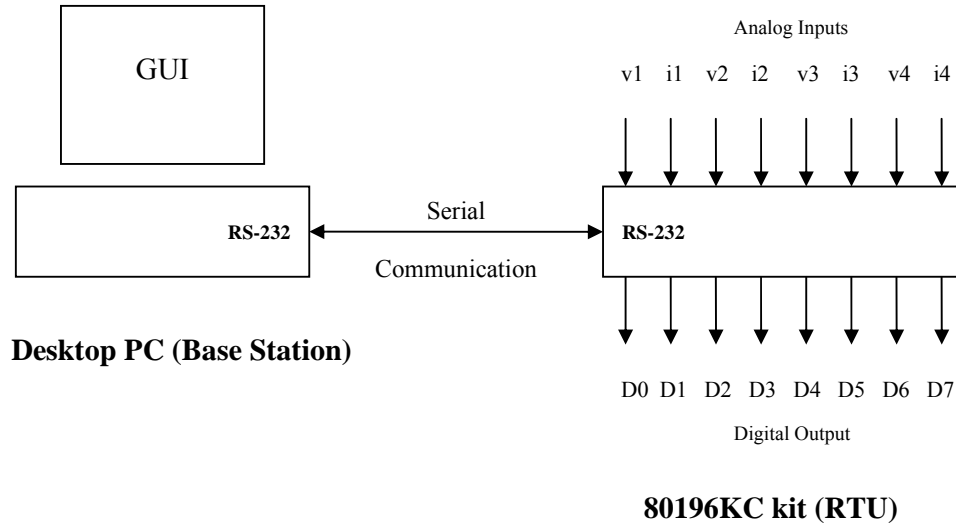 GUI
RS-232
Desktop PC (Base Station)
Serial
Communication
Analog Inputs
v1 i1 v2 i2 v3 i3 v4 i4
RS-232
D0 D1 D2 D3 D4 D5 D6 D7
Digital Output
80196KC kit (RTU)